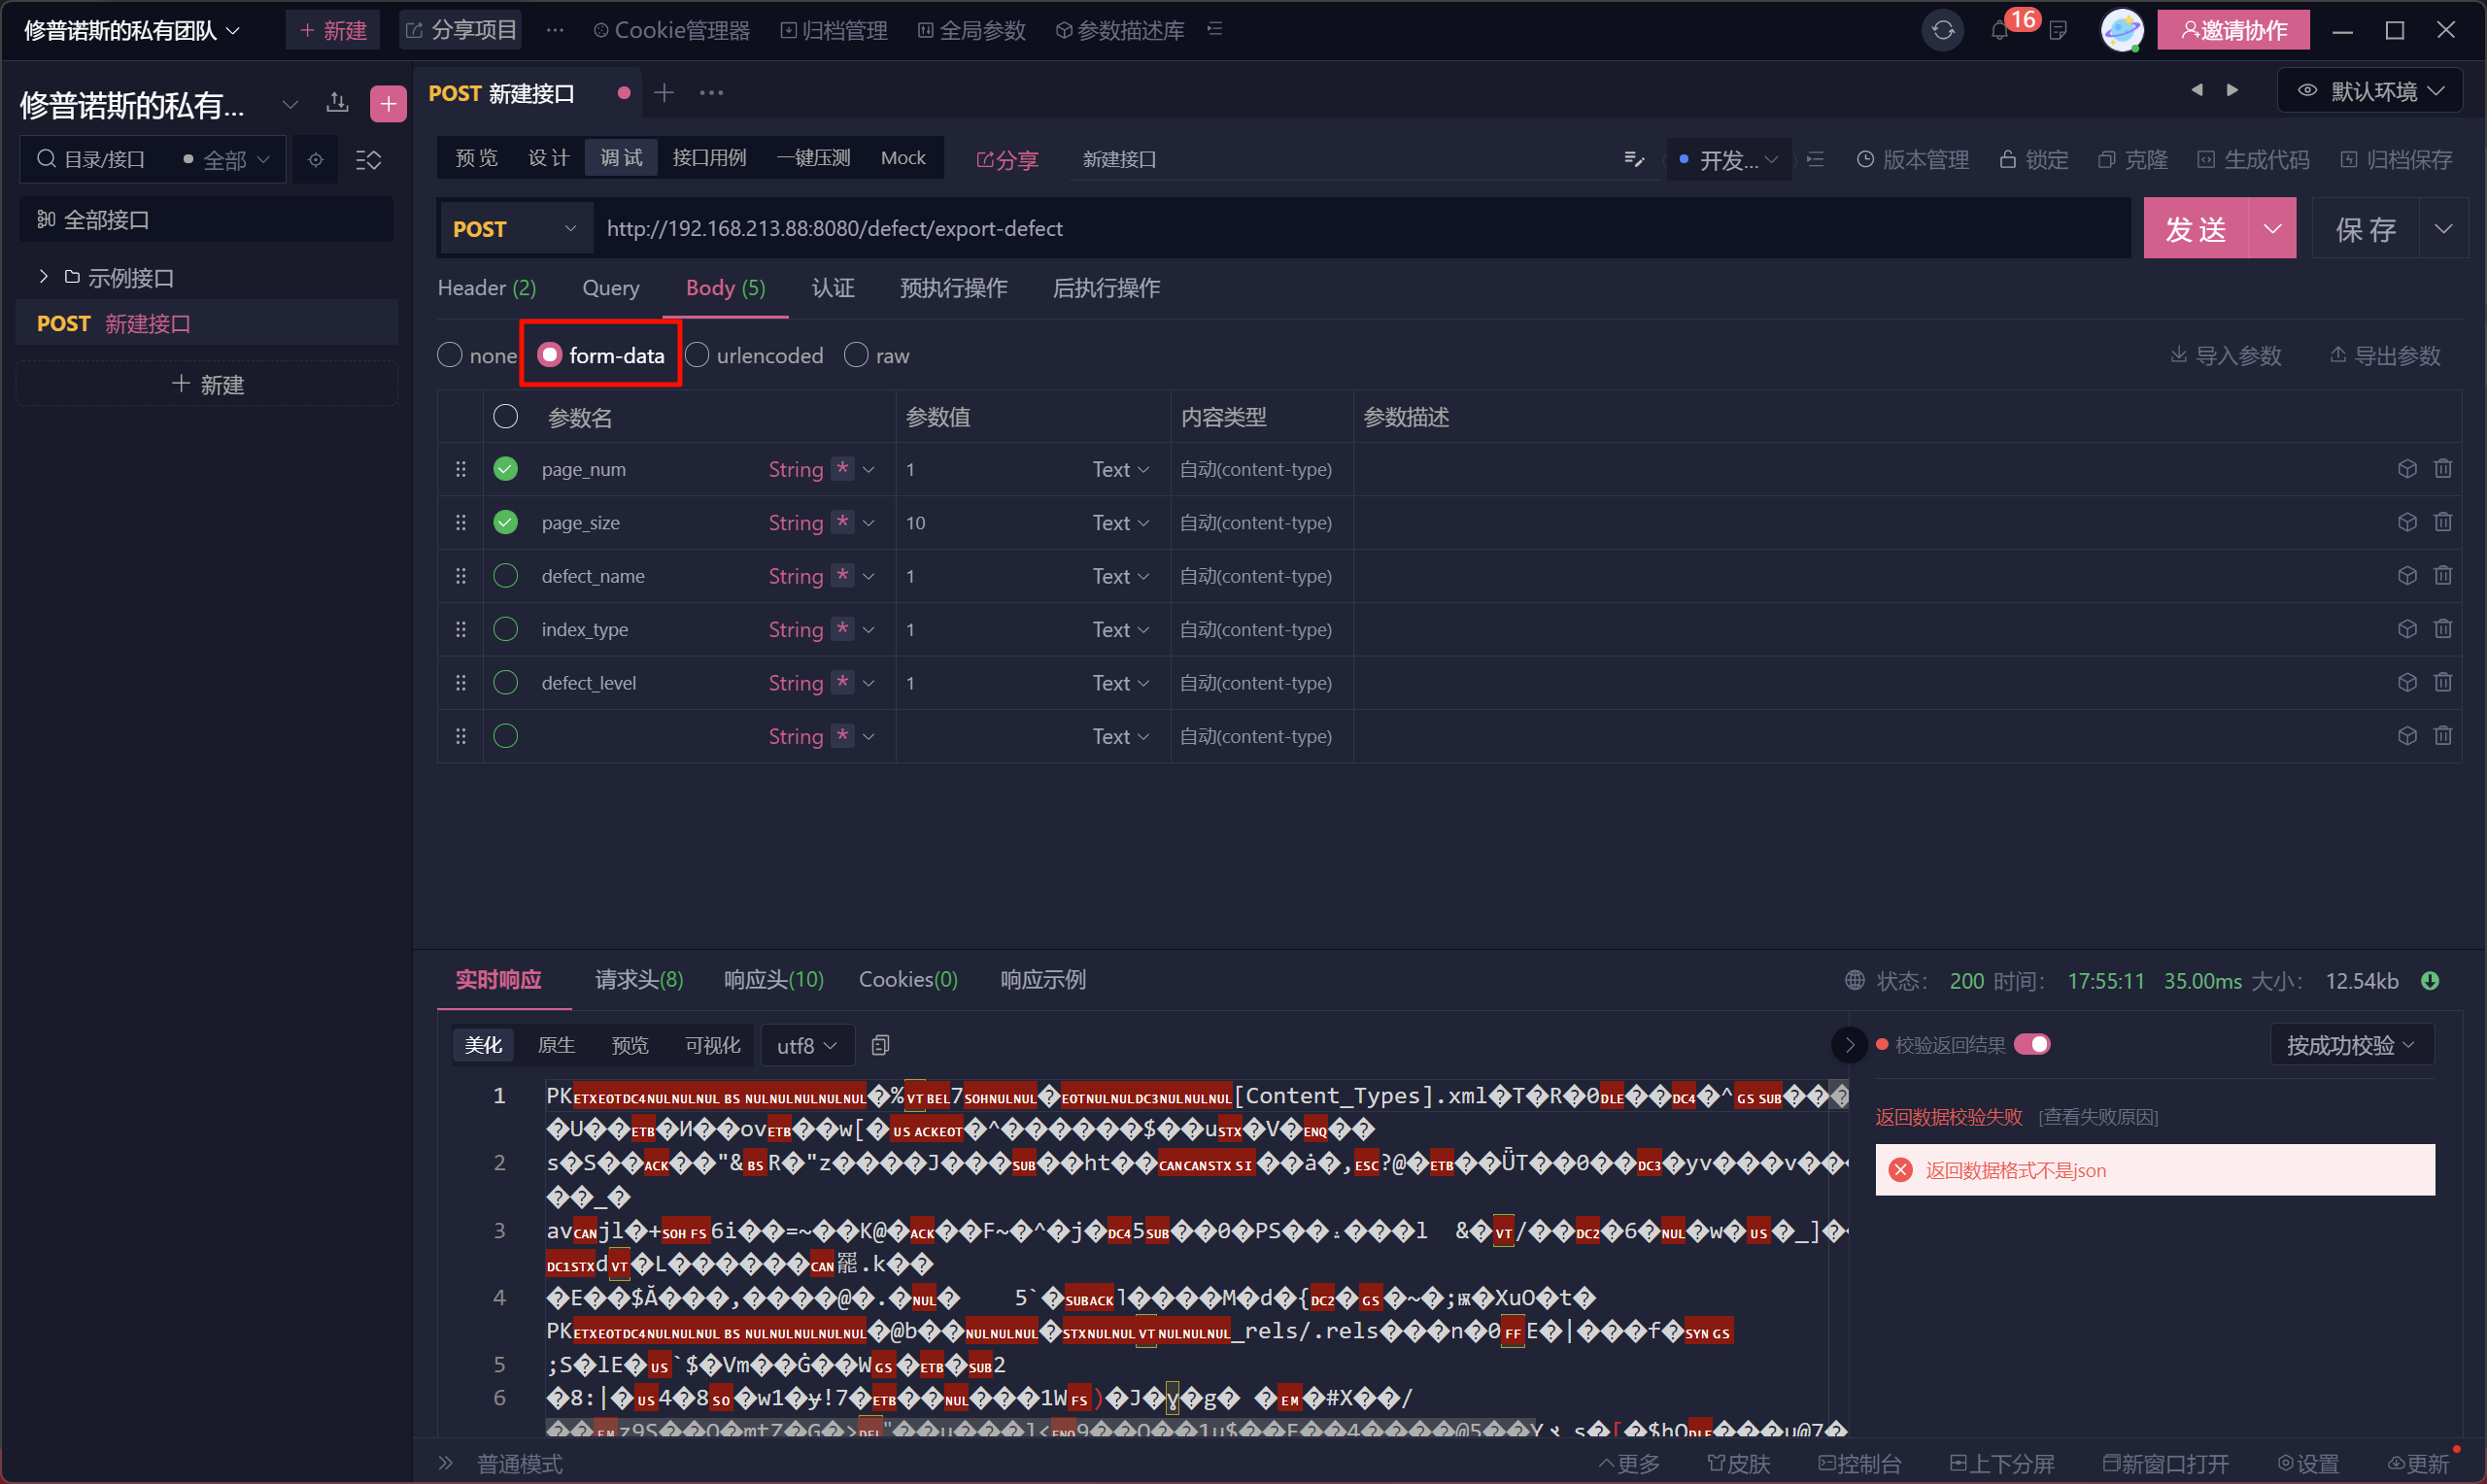 修普诺斯的私有团队 新建 分享项目 ... Cookie管理器 归档管理 全局参数 参数描述库 16 邀请协作
修普诺斯的私有...
目录/接口 全部
全部接口
示例接口
POST 新建接口
新建
POST 新建接口 默认环境
预览 设计 调试 接口用例 一键压测 Mock 分享 新建接口 开发... 版本管理 锁定 克隆 生成代码 归档保存
POST http://192.168.213.88:8080/defect/export-defect 发送 保存
Header (2) Query Body (5) 认证 预执行操作 后执行操作
none form-data urlencoded raw 导入参数 导出参数
参数名 参数值 内容类型 参数描述
page_num String * 1 Text 自动(content-type)
page_size String * 10 Text 自动(content-type)
defect_name String * 1 Text 自动(content-type)
index_type String * 1 Text 自动(content-type)
defect_level String * 1 Text 自动(content-type)
String * Text 自动(content-type)
实时响应 请求头(8) 响应头(10) Cookies(0) 响应示例 状态: 200 时间: 17:55:11 35.00ms 大小: 12.54kb
美化 原生 预览 可视化 utf8 校验返回结果 按成功校验
返回数据校验失败 [查看失败原因]
返回数据格式不是json
1 PK [Content_Types].xml
2
3
4
PK _rels/.rels
5
6
普通模式 更多 皮肤 控制台 上下分屏 新窗口打开 设置 更新